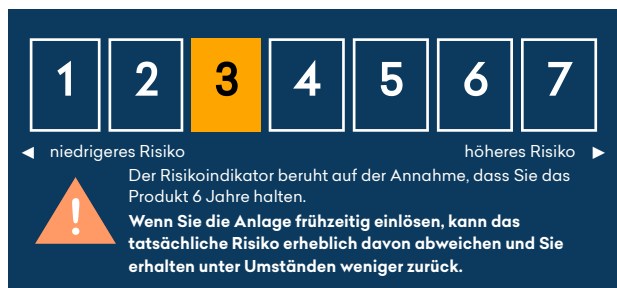 1 2 3 4 5 6 7
◄ niedrigeres Risiko höheres Risiko ►
Der Risikoindikator beruht auf der Annahme, dass Sie das
Produkt 6 Jahre halten.
Wenn Sie die Anlage frühzeitig einlösen, kann das
tatsächliche Risiko erheblich davon abweichen und Sie
erhalten unter Umständen weniger zurück.
!